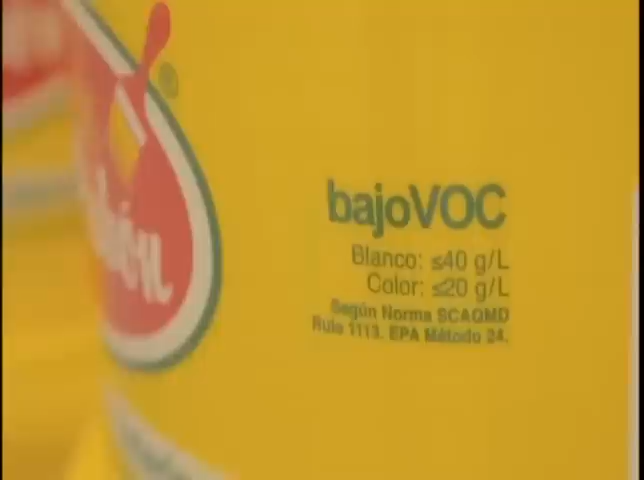 bajoVOC
Blanco: ≤40 g/L
Color: ≤20 g/L
Según Norma SCAQMD
Rule 1113. EPA Método 24.